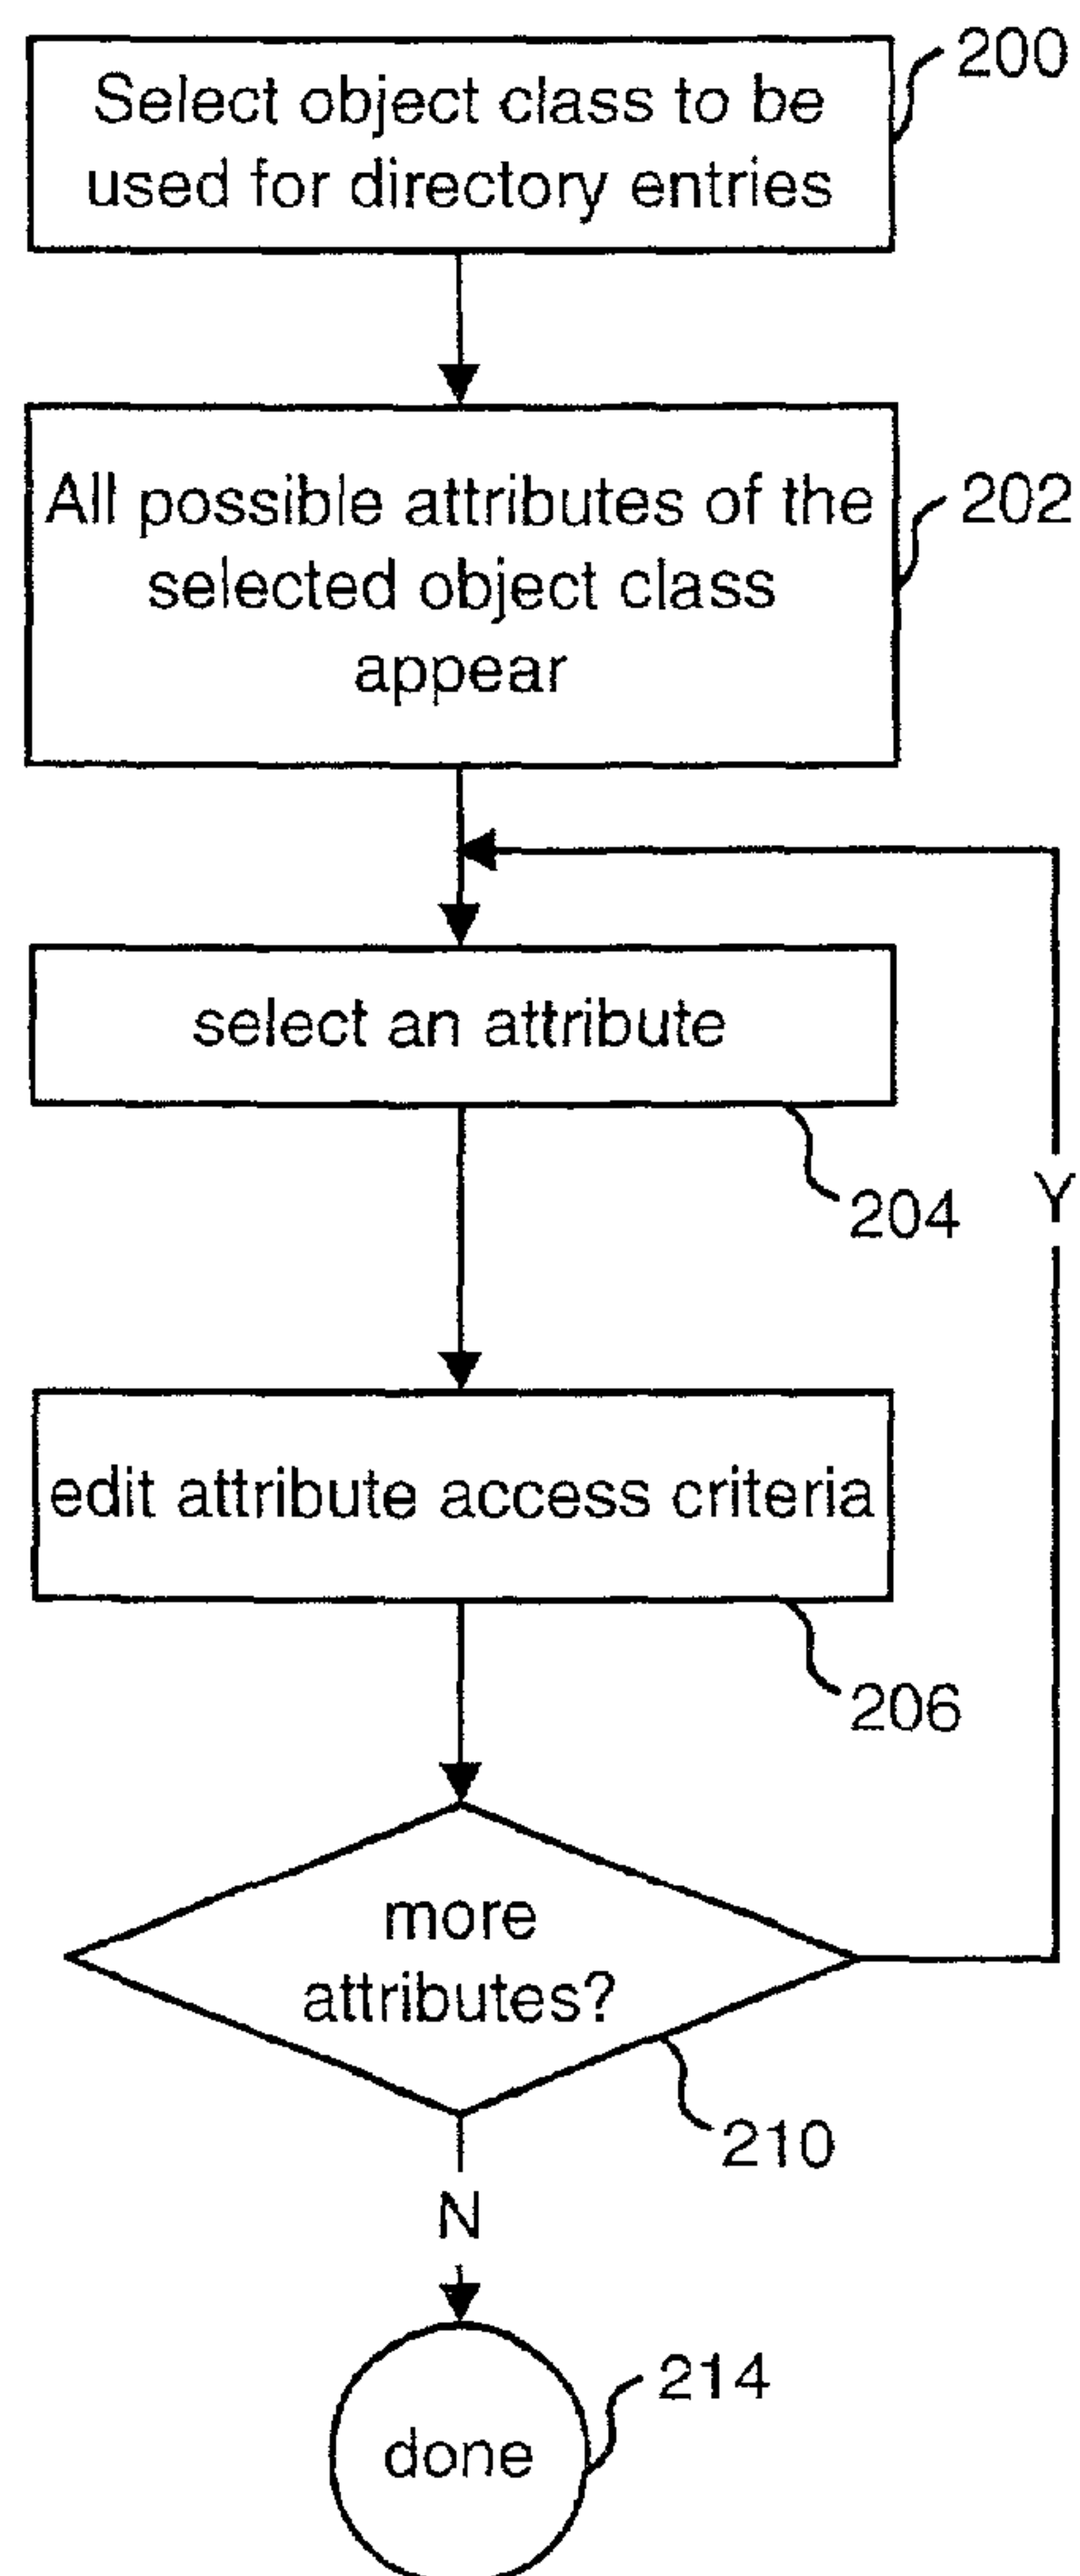 Select object class to be
used for directory entries
200
All possible attributes of the
selected object class
appear
202
select an attribute
204
Y
edit attribute access criteria
206
more
attributes?
210
N
done
214